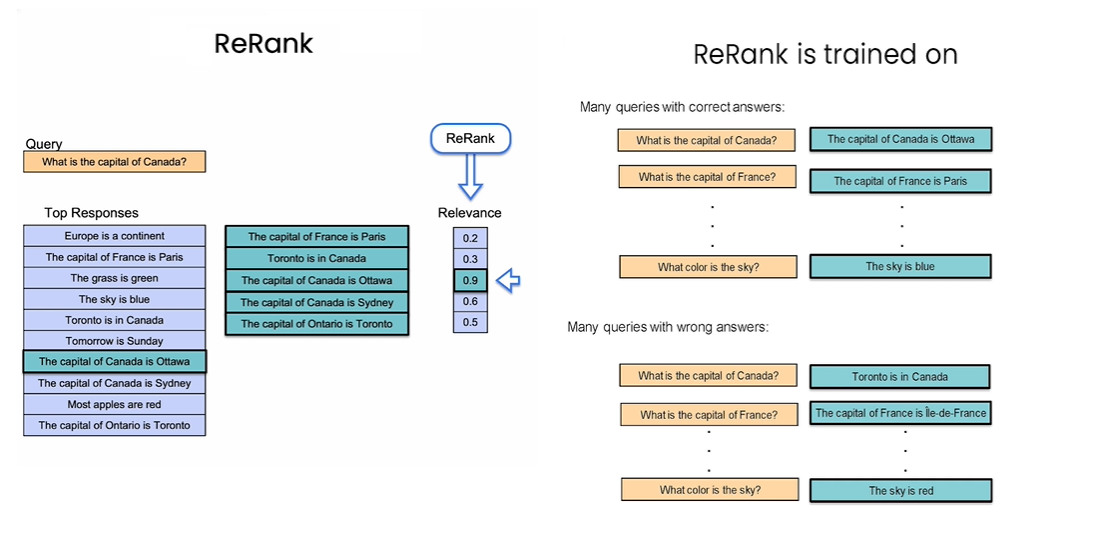 ReRank
Query
What is the capital of Canada?
ReRank
Top Responses
Europe is a continent
The capital of France is Paris
The grass is green
The sky is blue
Toronto is in Canada
Tomorrow is Sunday
The capital of Canada is Ottawa
The capital of Canada is Sydney
Most apples are red
The capital of Ontario is Toronto
The capital of France is Paris
Toronto is in Canada
The capital of Canada is Ottawa
The capital of Canada is Sydney
The capital of Ontario is Toronto
Relevance
0.2
0.3
0.9
0.6
0.5
ReRank is trained on
Many queries with correct answers:
What is the capital of Canada?
The capital of Canada is Ottawa
What is the capital of France?
The capital of France is Paris
What color is the sky?
The sky is blue
Many queries with wrong answers:
What is the capital of Canada?
Toronto is in Canada
What is the capital of France?
The capital of France is Île-de-France
What color is the sky?
The sky is red